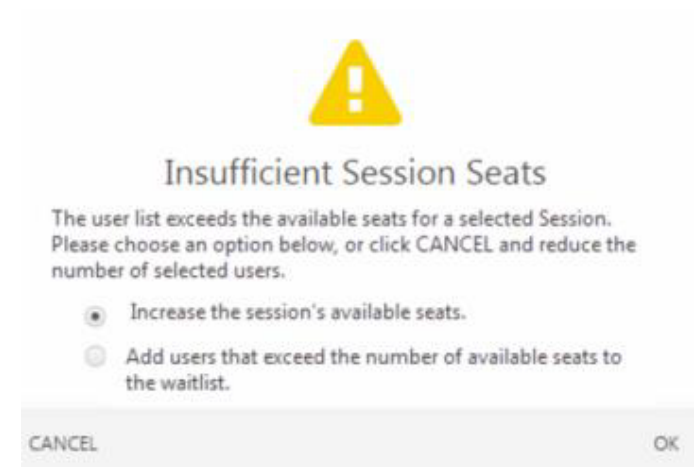 Insufficient Session Seats
The user list exceeds the available seats for a selected Session.
Please choose an option below, or click CANCEL and reduce the
number of selected users.
Increase the session's available seats.
Add users that exceed the number of available seats to
the waitlist.
CANCEL OK